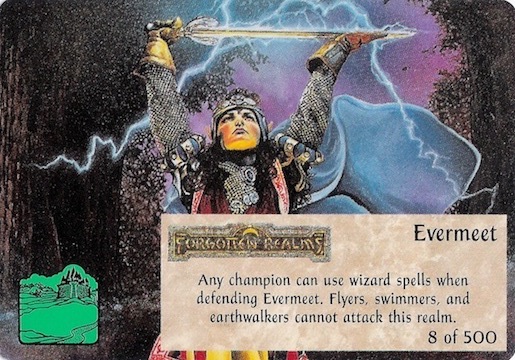 Evermeet
FORGOTTEN REALMS
Any champion can use wizard spells when
defending Evermeet. Flyers, swimmers, and
earthwalkers cannot attack this realm.
8 of 500